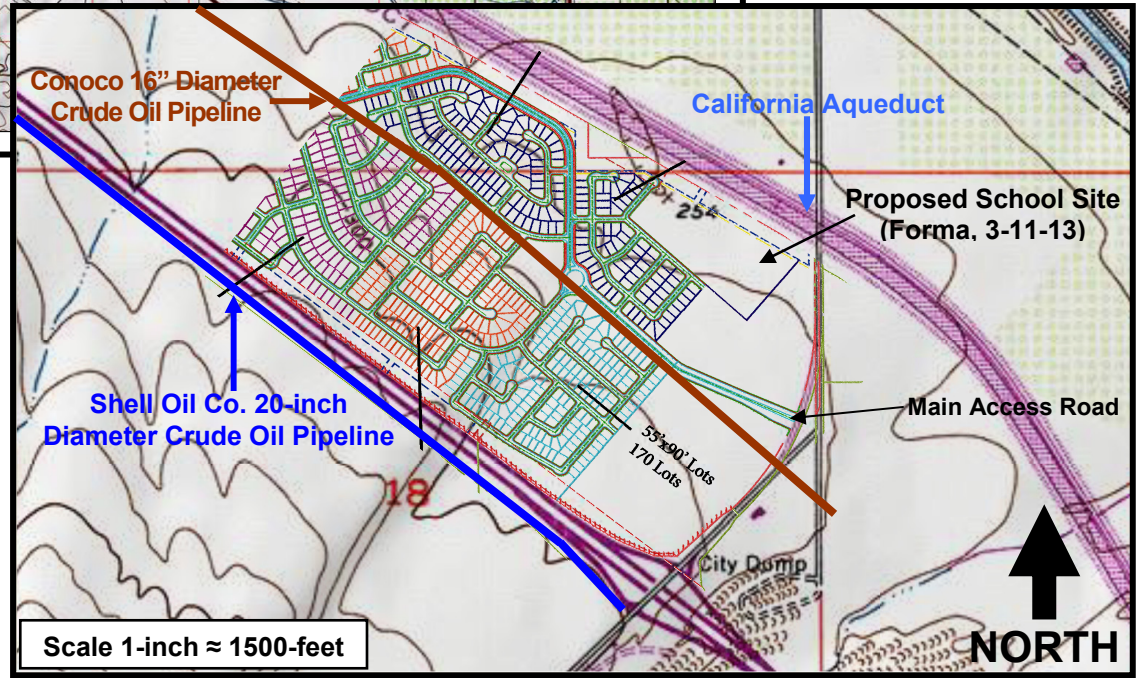 Conoco 16” Diameter
Crude Oil Pipeline
California Aqueduct
Proposed School Site
(Forma, 3-11-13)
254
300
Shell Oil Co. 20-inch
Diameter Crude Oil Pipeline
Main Access Road
55'x90' Lots
170 Lots
18
City Dump
Scale 1-inch ≈ 1500-feet
NORTH